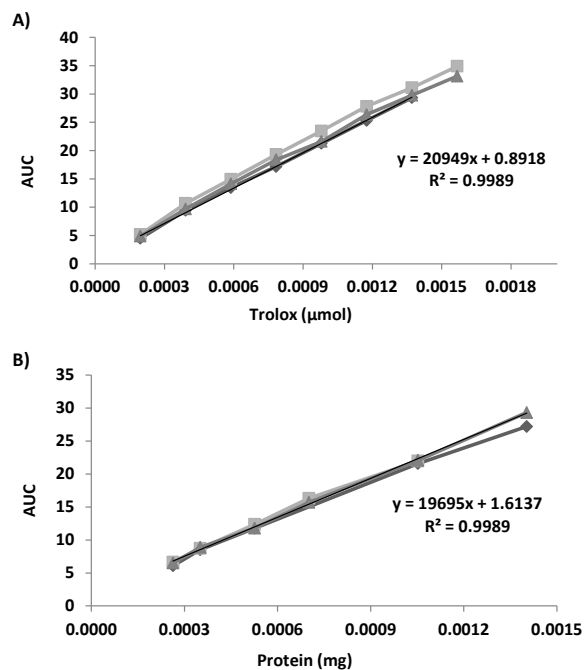 A)
40
35
30
25
20
15
10
5
0
AUC
y = 20949x + 0.8918
R² = 0.9989
0.0000 0.0003 0.0006 0.0009 0.0012 0.0015 0.0018
Trolox (µmol)
B)
35
30
25
20
15
10
5
0
AUC
y = 19695x + 1.6137
R² = 0.9989
0.0000 0.0003 0.0006 0.0009 0.0012 0.0015
Protein (mg)